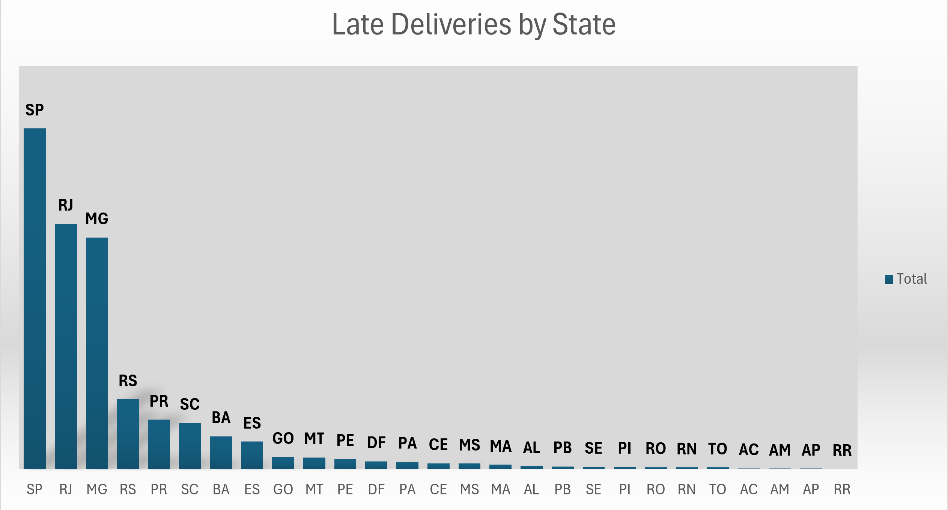 Late Deliveries by State
SP
RJ
MG
RS
PR
SC
BA
ES
GO MT PE DF PA CE MS MA AL PB SE PI RO RN TO AC AM AP RR
Total
SP RJ MG RS PR SC BA ES GO MT PE DF PA CE MS MA AL PB SE PI RO RN TO AC AM AP RR